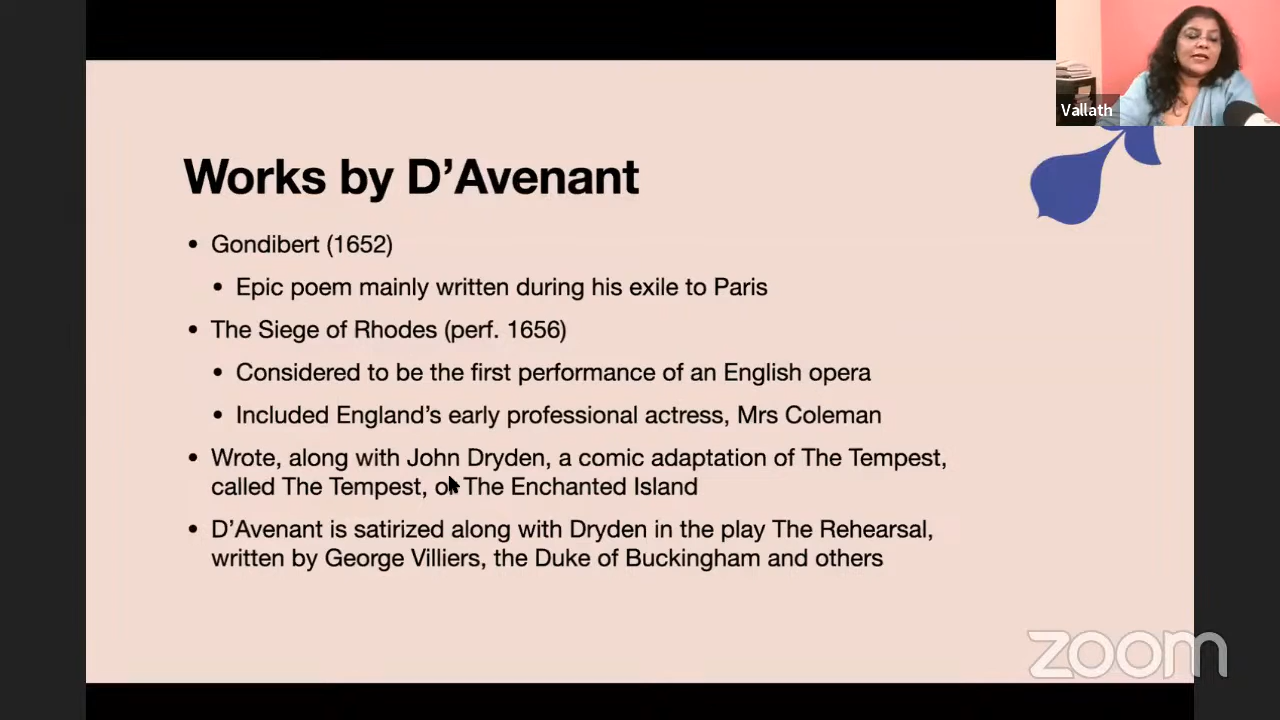 Vallath
Works by D’Avenant
• Gondibert (1652)
• Epic poem mainly written during his exile to Paris
• The Siege of Rhodes (perf. 1656)
• Considered to be the first performance of an English opera
• Included England’s early professional actress, Mrs Coleman
• Wrote, along with John Dryden, a comic adaptation of The Tempest,
called The Tempest, or The Enchanted Island
• D’Avenant is satirized along with Dryden in the play The Rehearsal,
written by George Villiers, the Duke of Buckingham and others
zoom